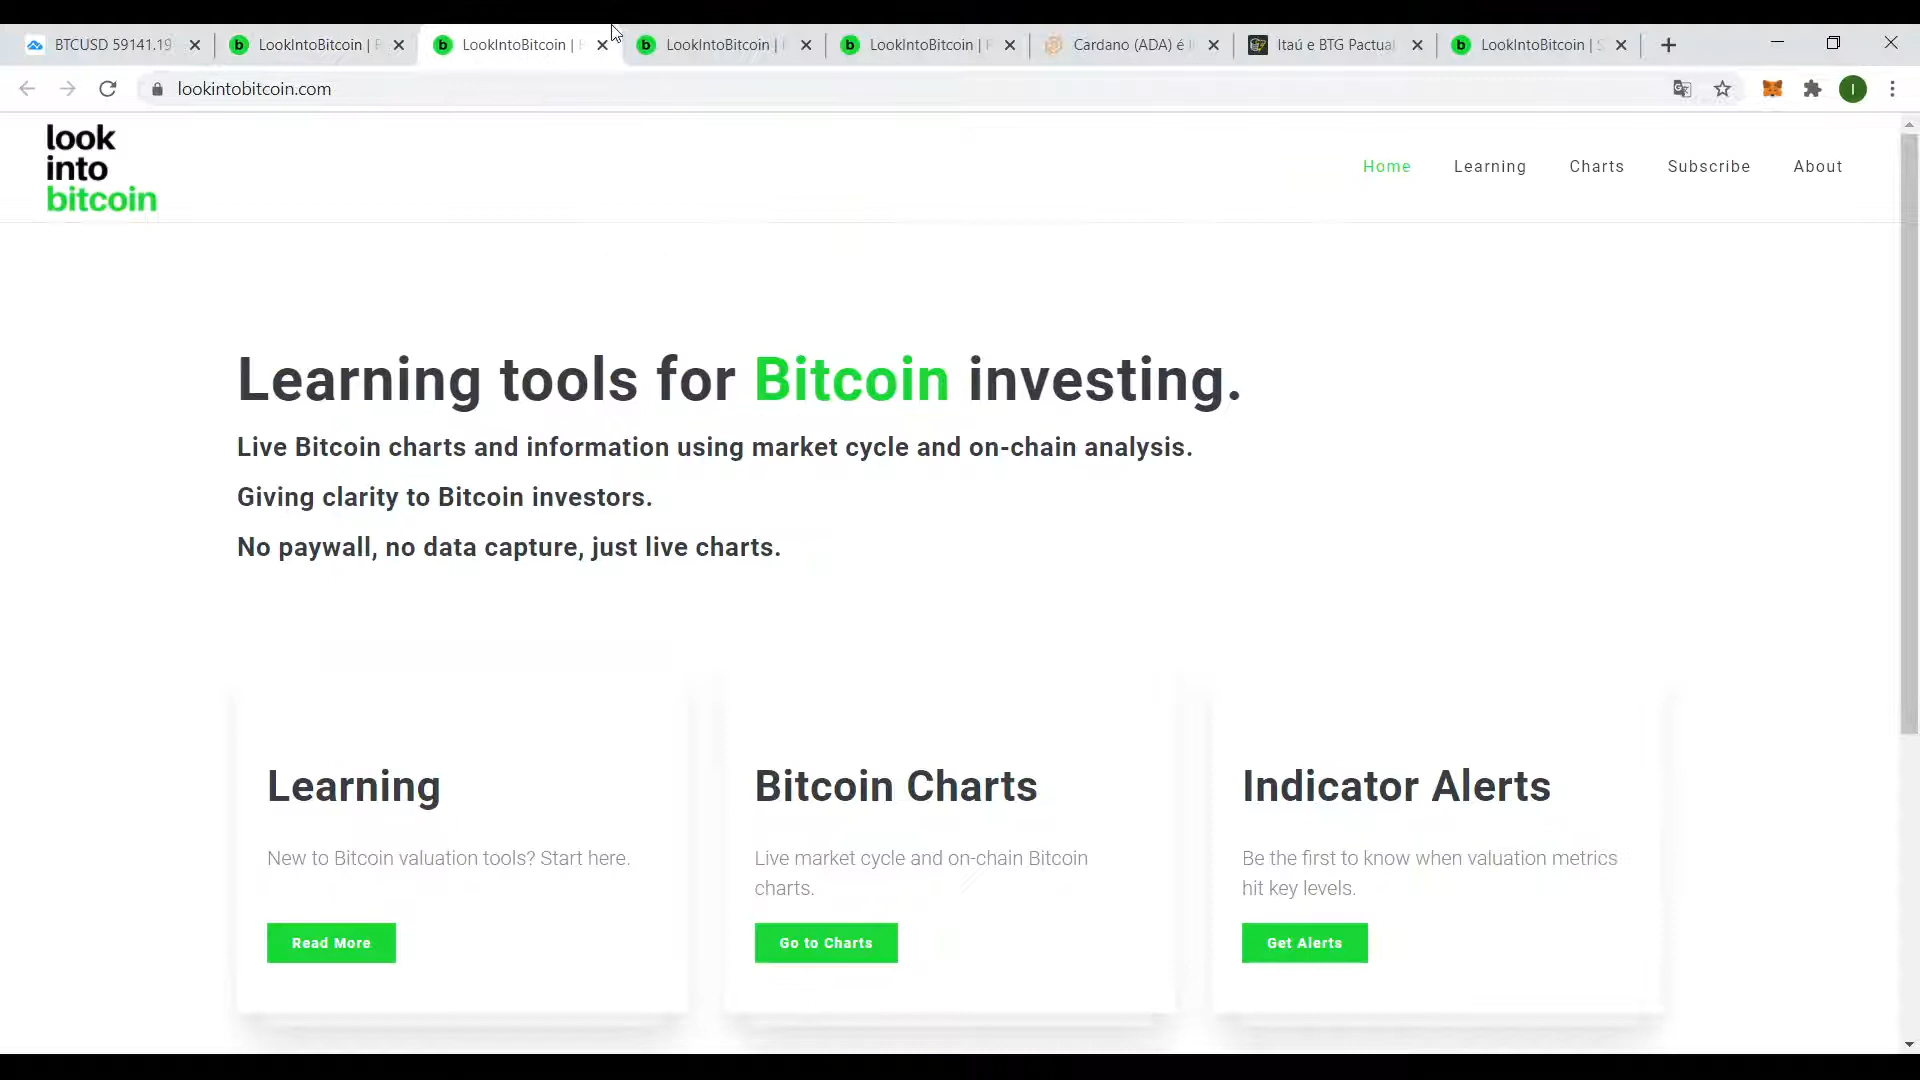 BTCUSD 59141.19
LookIntoBitcoin |
LookIntoBitcoin |
LookIntoBitcoin |
LookIntoBitcoin |
Cardano (ADA) é
Itaú e BTG Pactual
LookIntoBitcoin |
lookintobitcoin.com
I
look
into
bitcoin
Home
Learning
Charts
Subscribe
About
Learning tools for Bitcoin investing.
Live Bitcoin charts and information using market cycle and on-chain analysis.
Giving clarity to Bitcoin investors.
No paywall, no data capture, just live charts.
Learning
New to Bitcoin valuation tools? Start here.
Read More
Bitcoin Charts
Live market cycle and on-chain Bitcoin
charts.
Go to Charts
Indicator Alerts
Be the first to know when valuation metrics
hit key levels.
Get Alerts